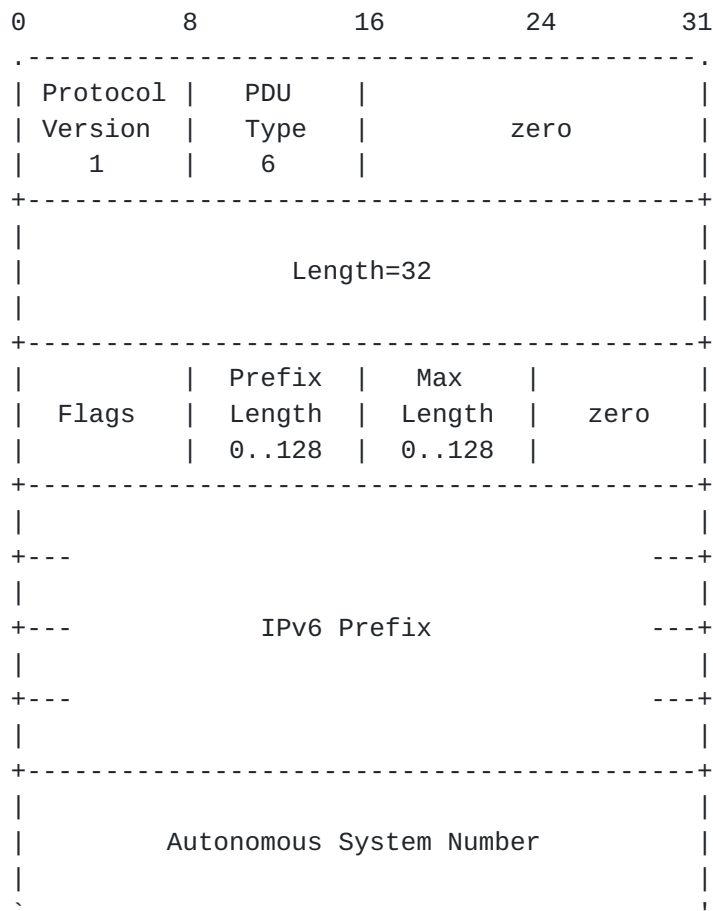 0          8          16         24        31
.-------------------------------------------.
| Protocol |   PDU    |                     |
| Version  |   Type   |         zero        |
|    1     |    6     |                     |
+-------------------------------------------+
|                                           |
|                 Length=32                 |
|                                           |
+-------------------------------------------+
|          |  Prefix  |   Max    |          |
|  Flags   |  Length  |  Length  |   zero   |
|          |  0..128  |  0..128  |          |
+-------------------------------------------+
|                                           |
+---                                     ---+
|                                           |
+---            IPv6 Prefix              ---+
|                                           |
+---                                     ---+
|                                           |
+-------------------------------------------+
|                                           |
|         Autonomous System Number          |
|                                           |
`                                           '